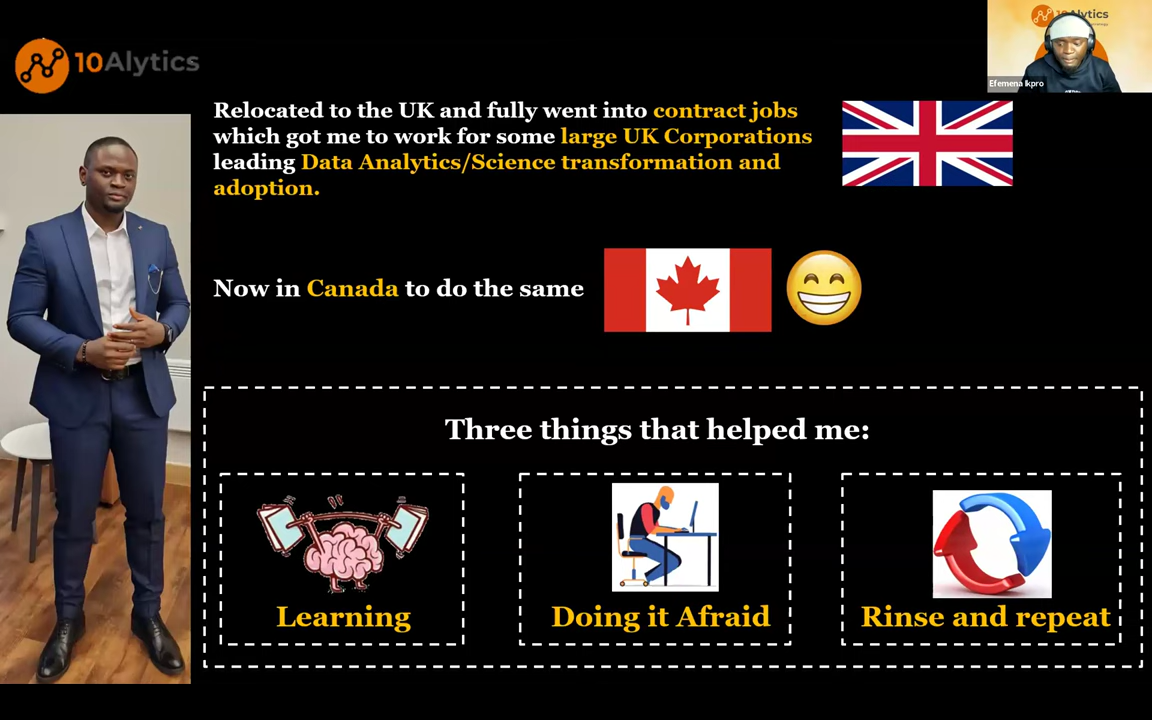 10Alytics
10Alytics
Efemena Ikpro
Relocated to the UK and fully went into contract jobs
which got me to work for some large UK Corporations
leading Data Analytics/Science transformation and
adoption.
Now in Canada to do the same
Three things that helped me:
Learning
Doing it Afraid
Rinse and repeat